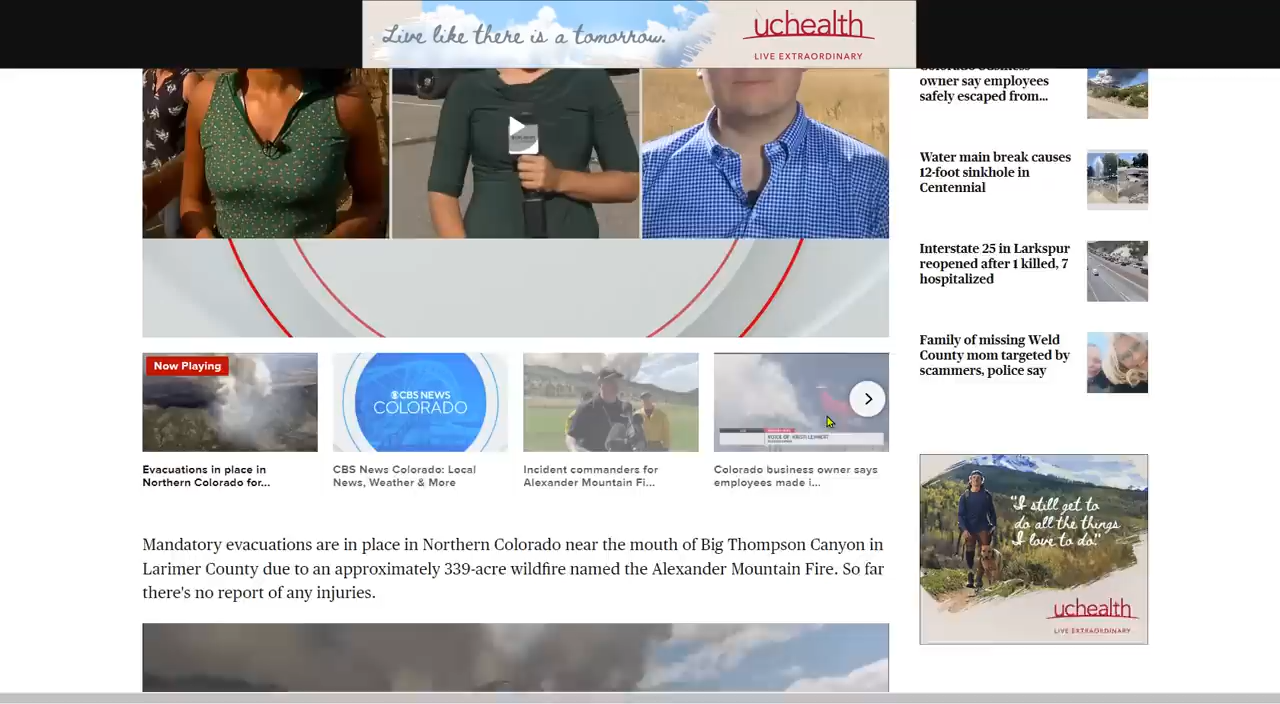 Live like there is a tomorrow.
uchealth
LIVE EXTRAORDINARY
owner say employees
safely escaped from...
Water main break causes
12-foot sinkhole in
Centennial
Interstate 25 in Larkspur
reopened after 1 killed, 7
hospitalized
Family of missing Weld
County mom targeted by
scammers, police say
Now Playing
CBS NEWS
COLORADO
VOICE OF: KRISTI LEHNERT
Evacuations in place in
Northern Colorado for...
CBS News Colorado: Local
News, Weather & More
Incident commanders for
Alexander Mountain Fi...
Colorado business owner says
employees made i...
Mandatory evacuations are in place in Northern Colorado near the mouth of Big Thompson Canyon in
Larimer County due to an approximately 339-acre wildfire named the Alexander Mountain Fire. So far
there's no report of any injuries.
"I still get to
do all the things
I love to do."
uchealth
LIVE EXTRAORDINARY